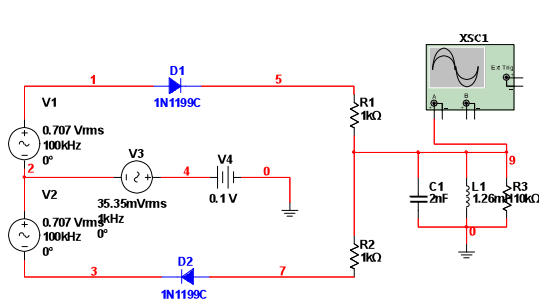 XSC1
Ext Trig
A
B
1
D1
1N1199C
5
V1
0.707 Vrms
100kHz
0°
R1
1kΩ
2
V3
35.35mVrms
1kHz
0°
4
V4
0.1 V
0
9
V2
0.707 Vrms
100kHz
0°
C1
2nF
L1
1.26mH
R3
10kΩ
0
R2
1kΩ
3
D2
1N1199C
7